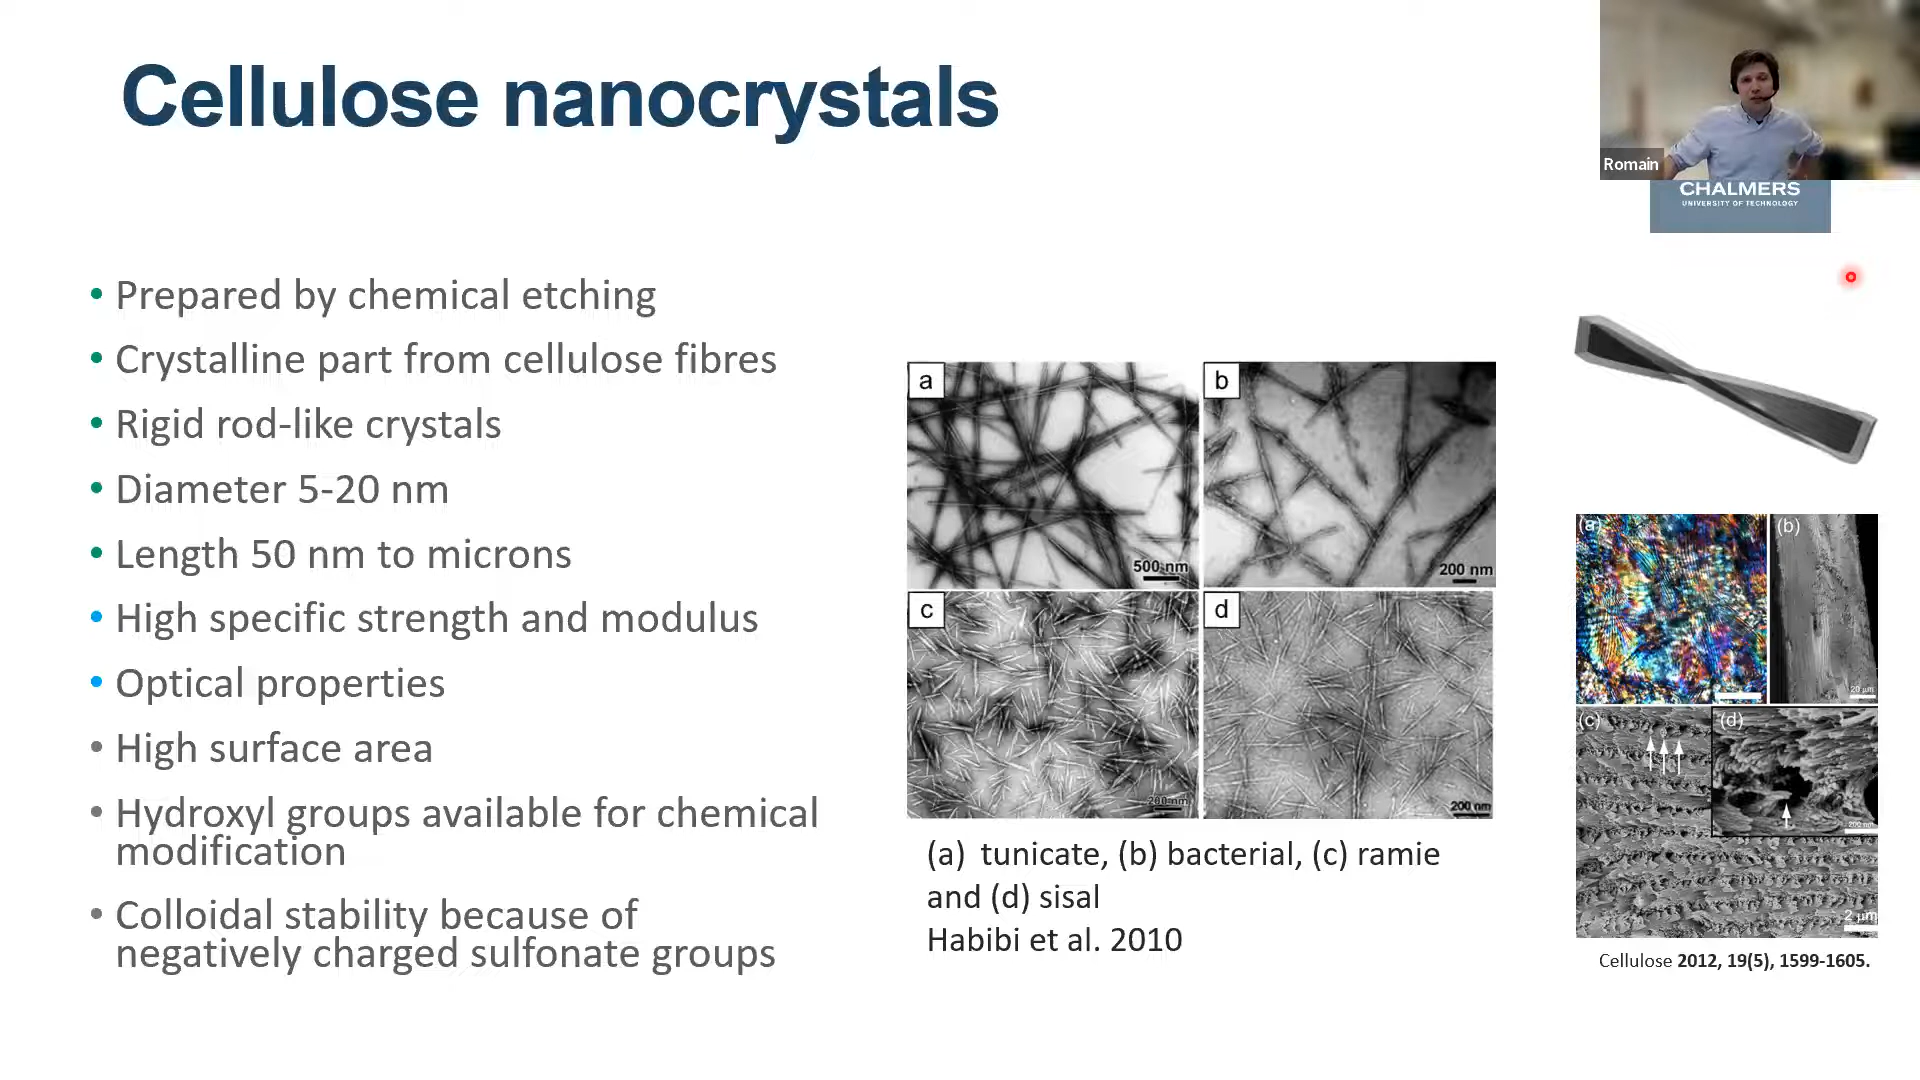 Cellulose nanocrystals
Romain
CHALMERS
UNIVERSITY OF TECHNOLOGY
• Prepared by chemical etching
• Crystalline part from cellulose fibres
• Rigid rod-like crystals
• Diameter 5-20 nm
• Length 50 nm to microns
• High specific strength and modulus
• Optical properties
• High surface area
• Hydroxyl groups available for chemical
modification
• Colloidal stability because of
negatively charged sulfonate groups
a
500 nm
b
200 nm
c
200 nm
d
200 nm
(a) tunicate, (b) bacterial, (c) ramie
and (d) sisal
Habibi et al. 2010
(a)
(b)
20 μm
(c)
(d)
200 nm
2 μm
Cellulose 2012, 19(5), 1599-1605.